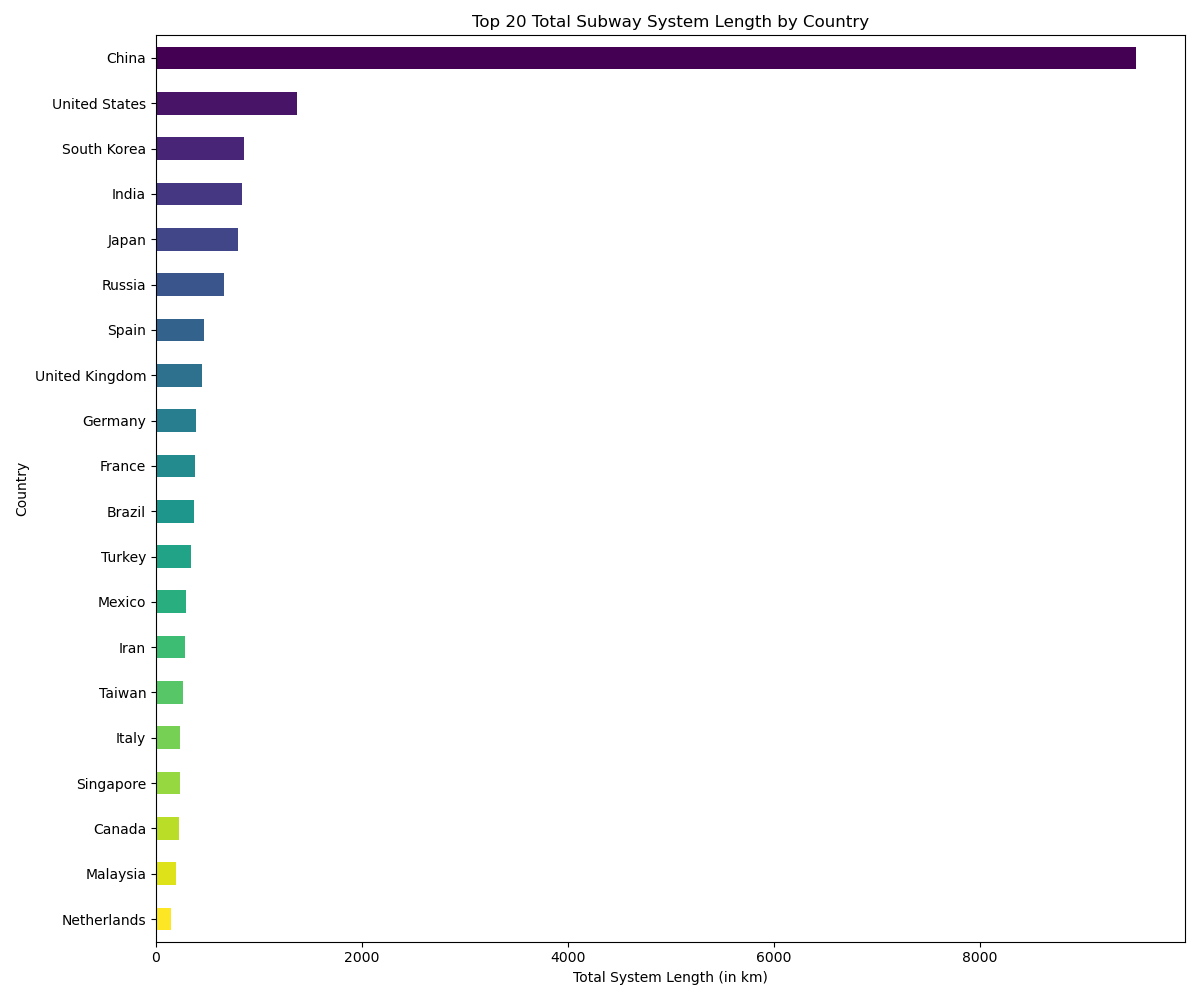 Top 20 Total Subway System Length by Country
China
United States
South Korea
India
Japan
Russia
Spain
United Kingdom
Germany
France
Brazil
Turkey
Mexico
Iran
Taiwan
Italy
Singapore
Canada
Malaysia
Netherlands
Country
0 2000 4000 6000 8000
Total System Length (in km)